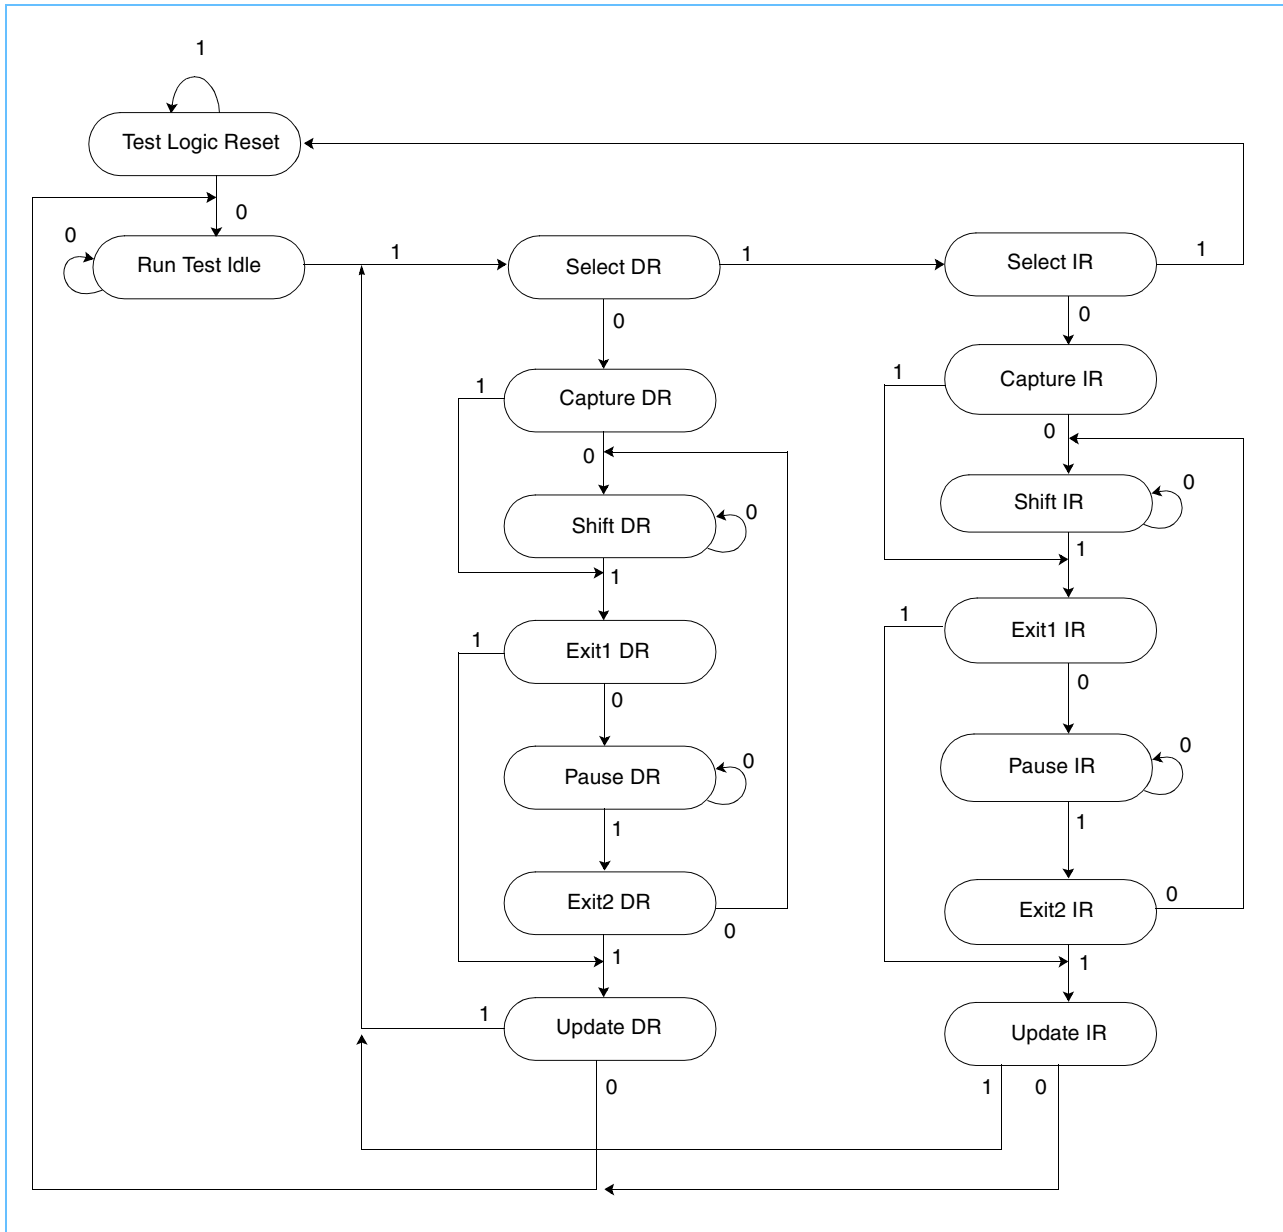 1
Test Logic Reset
0
0
Run Test Idle
1
Select DR
1
Select IR
1
0
0
1
Capture DR
1
Capture IR
0
0
Shift DR
0
Shift IR
0
1
1
1
Exit1 DR
1
Exit1 IR
0
0
Pause DR
0
Pause IR
0
1
1
Exit2 DR
0
Exit2 IR
0
1
1
1
Update DR
Update IR
0
1
0